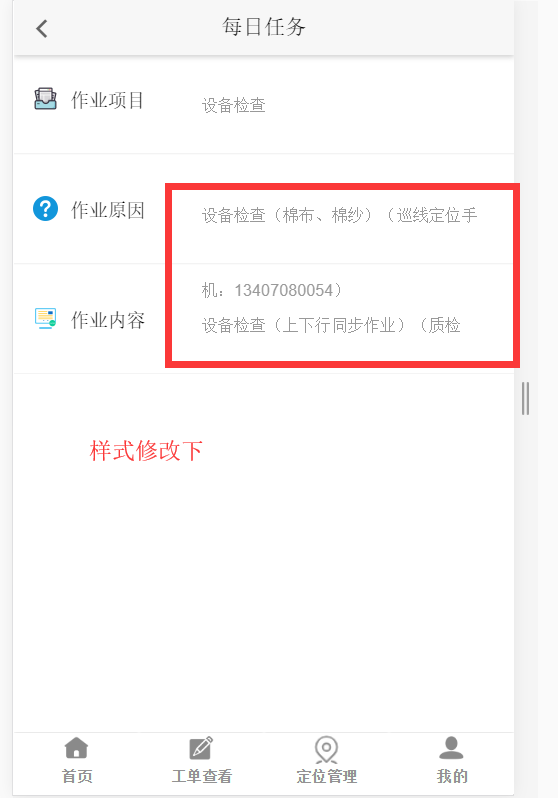 每日任务
作业项目
设备检查
作业原因
设备检查（棉布、棉纱）（巡线定位手
机：13407080054）
作业内容
设备检查（上下行同步作业）（质检
样式修改下
首页
工单查看
定位管理
我的